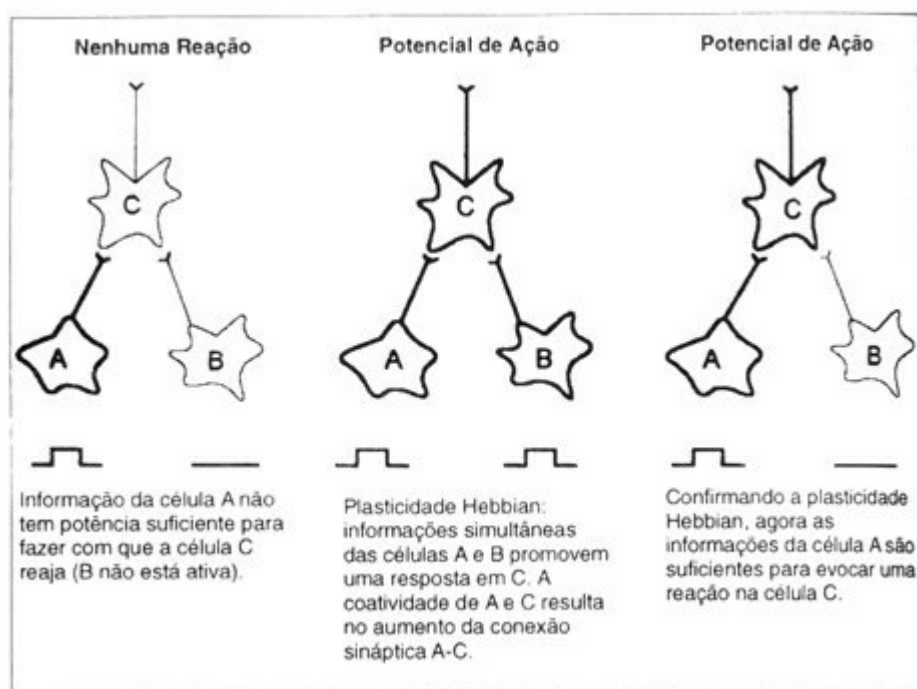 Nenhuma Reação
Potencial de Ação
Potencial de Ação
C
A
B
C
A
B
C
A
B
Informação da célula A não
tem potência suficiente para
fazer com que a célula C
reaja (B não está ativa).
Plasticidade Hebbian:
informações simultâneas
das células A e B promovem
uma resposta em C. A
coatividade de A e C resulta
no aumento da conexão
sináptica A-C.
Confirmando a plasticidade
Hebbian, agora as
informações da célula A são
suficientes para evocar uma
reação na célula C.